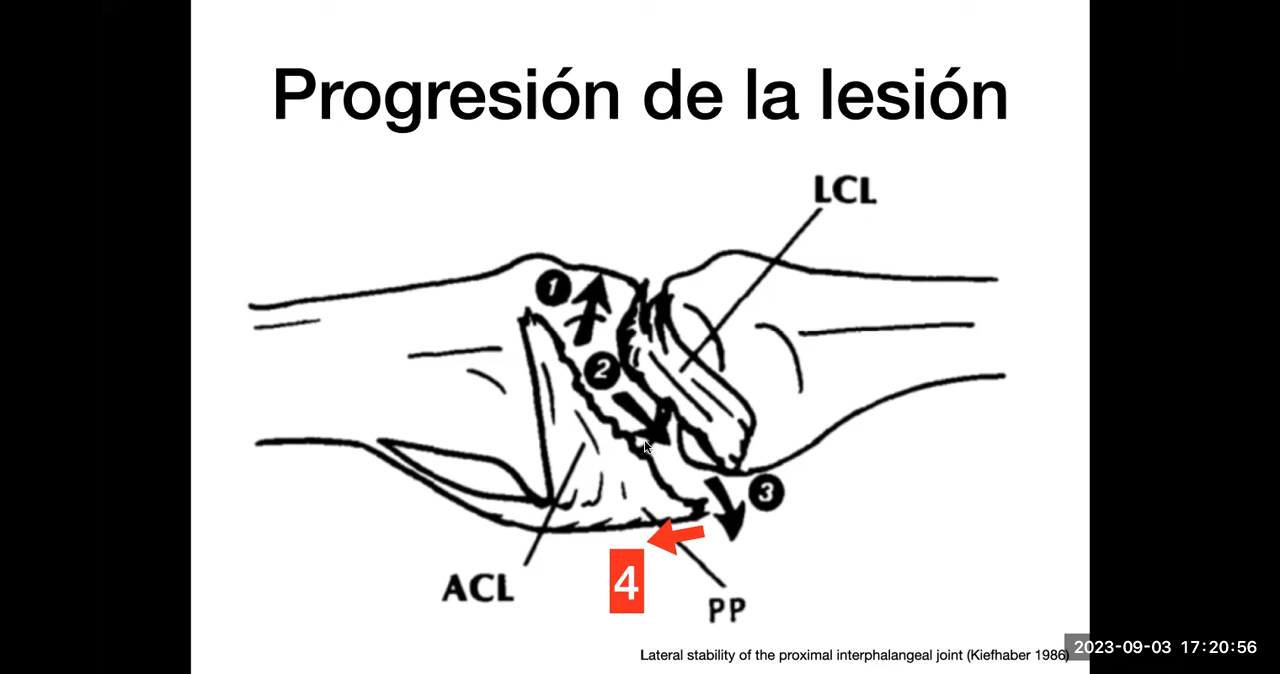 Progresión de la lesión
LCL
1
2
3
ACL
4
PP
Lateral stability of the proximal interphalangeal joint (Kiefhaber 1986)
2023-09-03 17:20:56